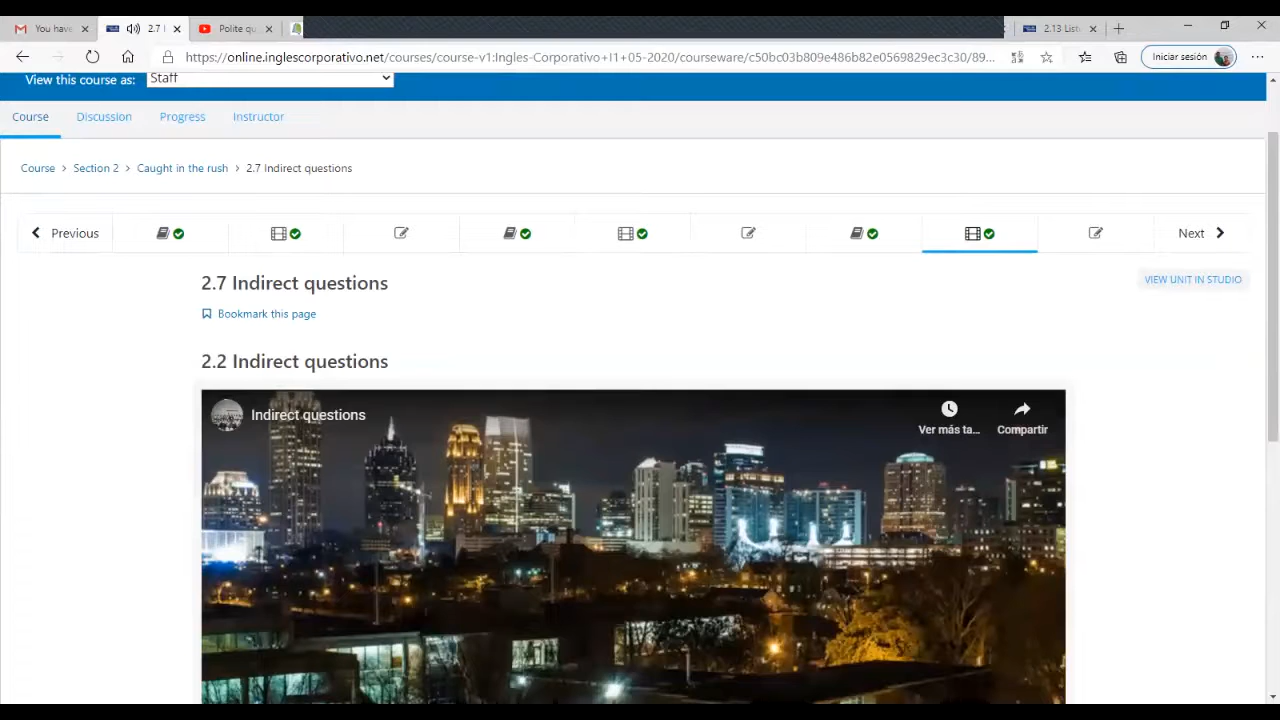 You have
2.7 I
Polite qu
2.13 List
https://online.inglescorporativo.net/courses/course-v1:Ingles-Corporativo+I1+05-2020/courseware/c50bc0cb809e486b82e0569829ec3c30/89...
Iniciar sesión
View this course as: Staff
Course Discussion Progress Instructor
Course > Section 2 > Caught in the rush > 2.7 Indirect questions
Previous
Next
2.7 Indirect questions
VIEW UNIT IN STUDIO
Bookmark this page
2.2 Indirect questions
Indirect questions
Ver más ta...
Compartir